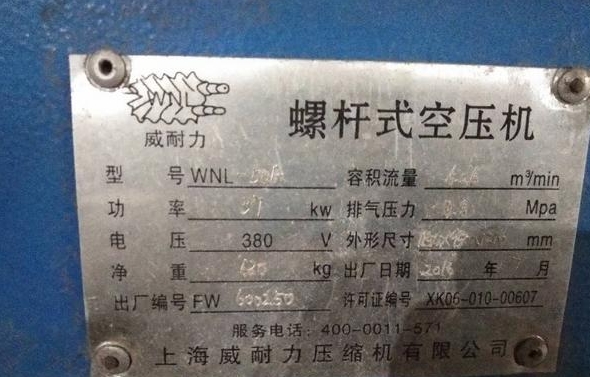 WNL
威耐力
螺杆式空压机
型号 WNL 容积流量 m³/min
功率 37 kw 排气压力 Mpa
电压 380 V 外形尺寸 mm
净重 kg 出厂日期 年 月
出厂编号 FW 600250 许可证编号 XK06-010-00607
服务电话:400-0011-571
上海威耐力压缩机有限公司